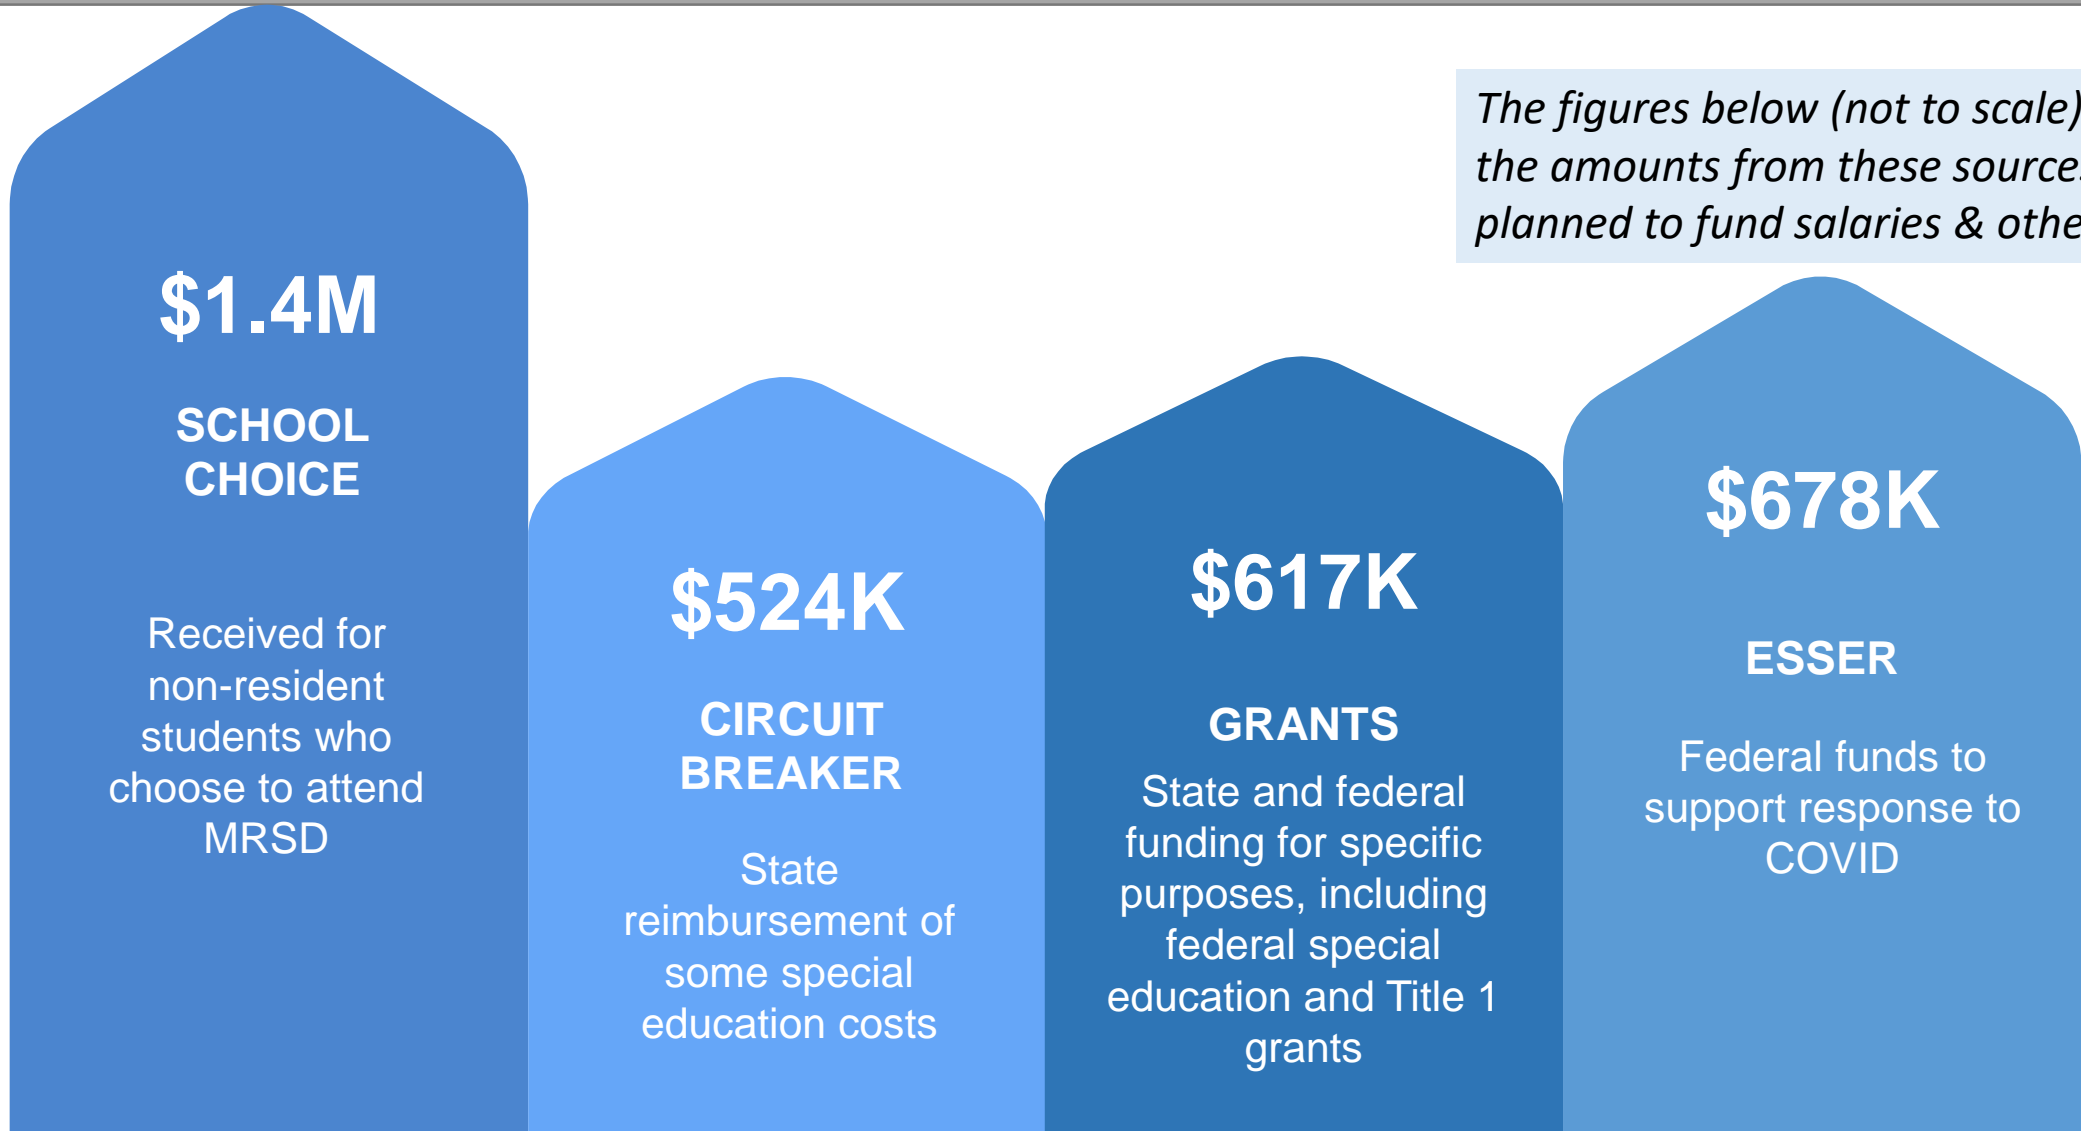 The figures below (not to scale)
the amounts from these sources
planned to fund salaries & othe
$1.4M
SCHOOL
CHOICE
Received for
non-resident
students who
choose to attend
MRSD
$524K
CIRCUIT
BREAKER
State
reimbursement of
some special
education costs
$617K
GRANTS
State and federal
funding for specific
purposes, including
federal special
education and Title 1
grants
$678K
ESSER
Federal funds to
support response to
COVID